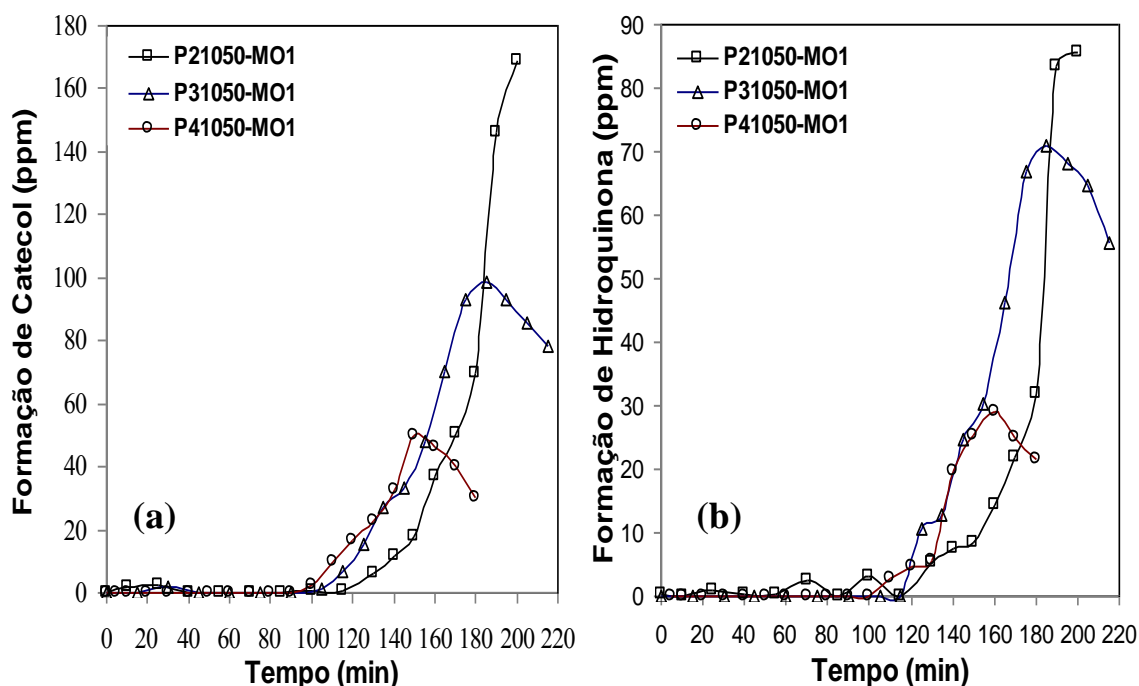 Formação de Catecol (ppm)
180
160
140
120
100
80
60
40
20
0
P21050-MO1
P31050-MO1
P41050-MO1
(a)
0 20 40 60 80 100 120 140 160 180 200 220
Tempo (min)
Formação de Hidroquinona (ppm)
90
80
70
60
50
40
30
20
10
0
P21050-MO1
P31050-MO1
P41050-MO1
(b)
0 20 40 60 80 100 120 140 160 180 200 220
Tempo (min)